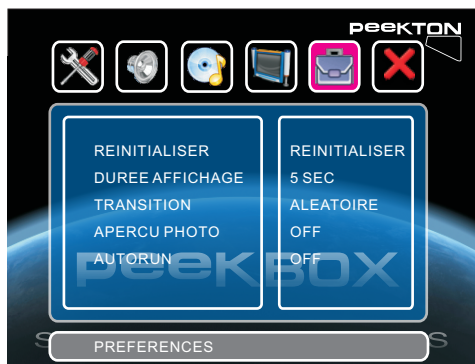 PEEKTON
REINITIALISER REINITIALISER
DUREE AFFICHAGE 5 SEC
TRANSITION ALEATOIRE
APERCU PHOTO OFF
AUTORUN OFF
PEEKBOX
PREFERENCES